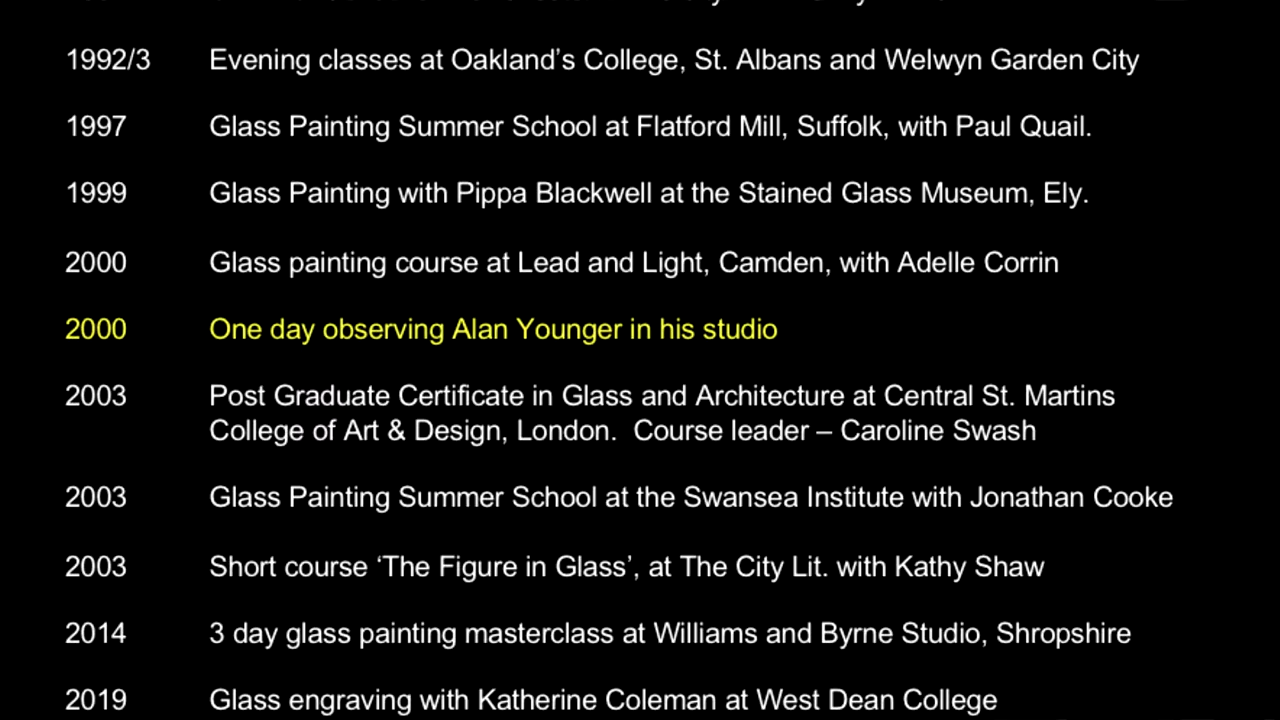 1992/3 Evening classes at Oakland’s College, St. Albans and Welwyn Garden City
1997 Glass Painting Summer School at Flatford Mill, Suffolk, with Paul Quail.
1999 Glass Painting with Pippa Blackwell at the Stained Glass Museum, Ely.
2000 Glass painting course at Lead and Light, Camden, with Adelle Corrin
2000 One day observing Alan Younger in his studio
2003 Post Graduate Certificate in Glass and Architecture at Central St. Martins
College of Art & Design, London.  Course leader – Caroline Swash
2003 Glass Painting Summer School at the Swansea Institute with Jonathan Cooke
2003 Short course ‘The Figure in Glass’, at The City Lit. with Kathy Shaw
2014 3 day glass painting masterclass at Williams and Byrne Studio, Shropshire
2019 Glass engraving with Katherine Coleman at West Dean College